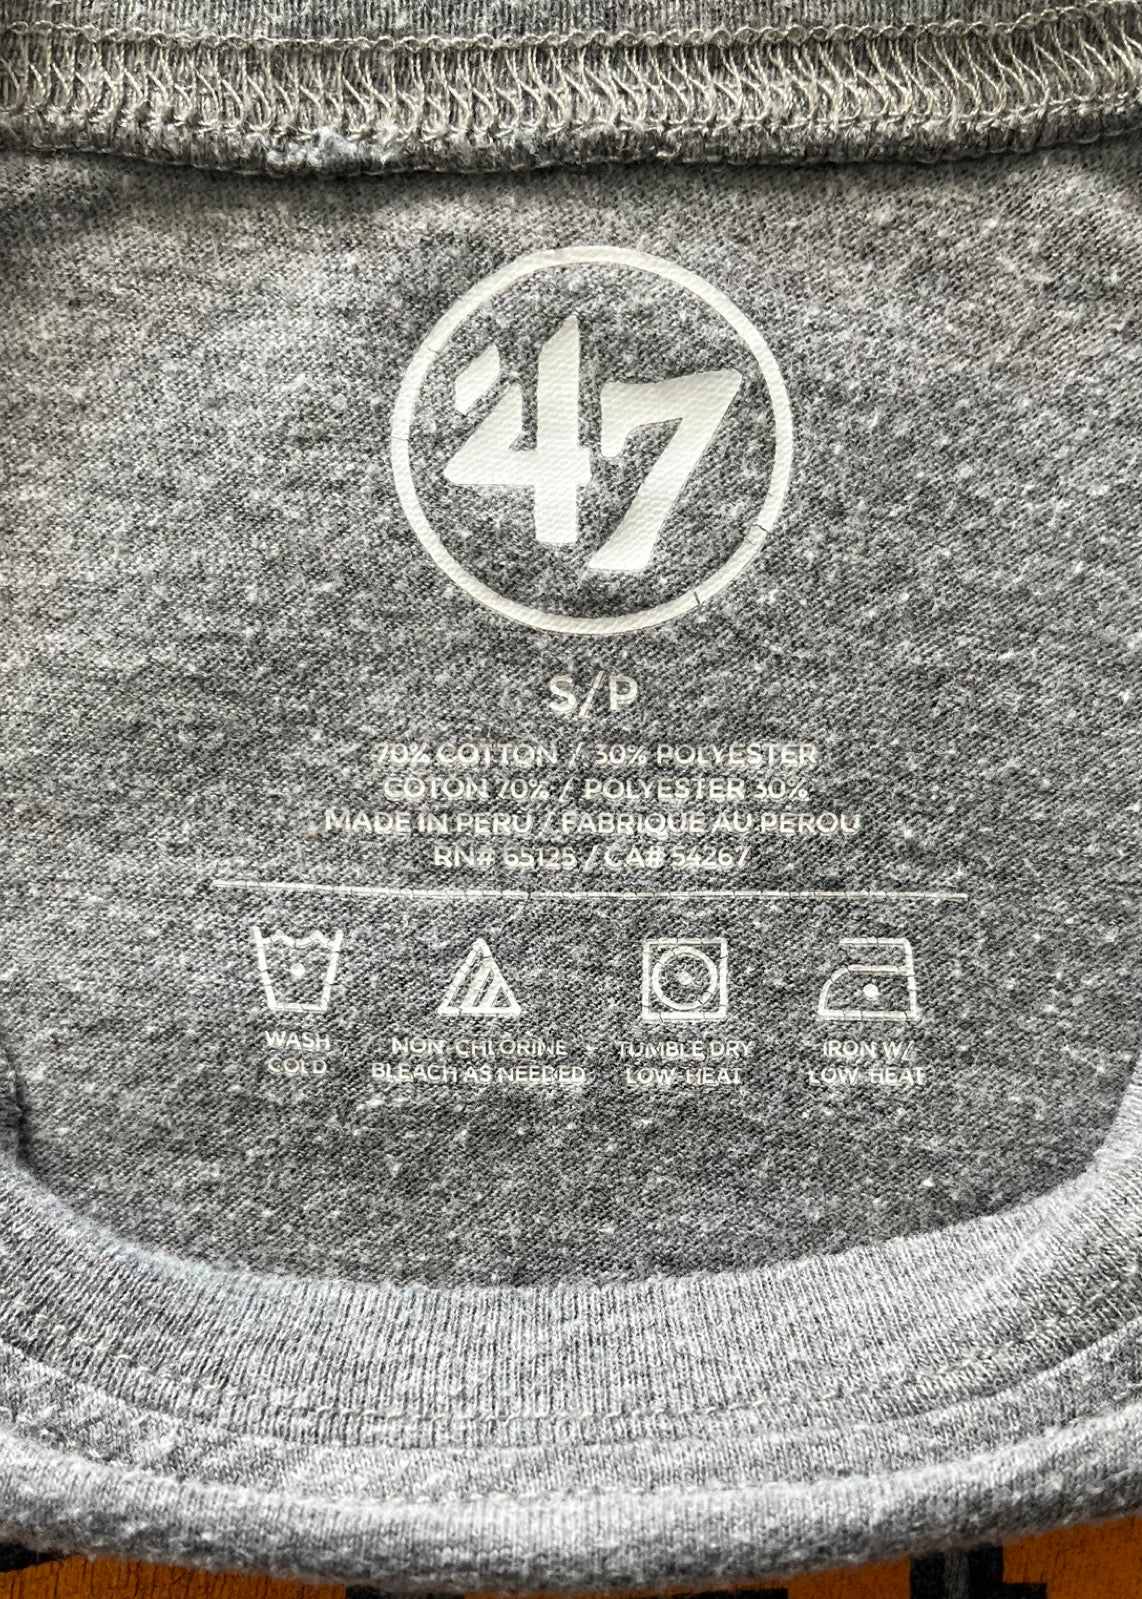 '47
S/P
70% COTTON / 30% POLYESTER
COTON 70% / POLYESTER 30%
MADE IN PERU / FABRIQUE AU PEROU
RN# 65125 / CA# 54267
WASH
COLD
NON-CHLORINE
BLEACH AS NEEDED
TUMBLE DRY
LOW-HEAT
IRON W/
LOW-HEAT